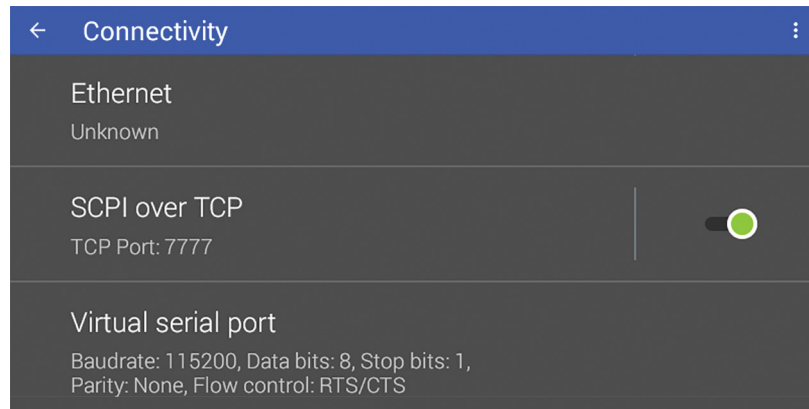 Connectivity
Ethernet
Unknown
SCPI over TCP
TCP Port: 7777
Virtual serial port
Baudrate: 115200, Data bits: 8, Stop bits: 1,
Parity: None, Flow control: RTS/CTS